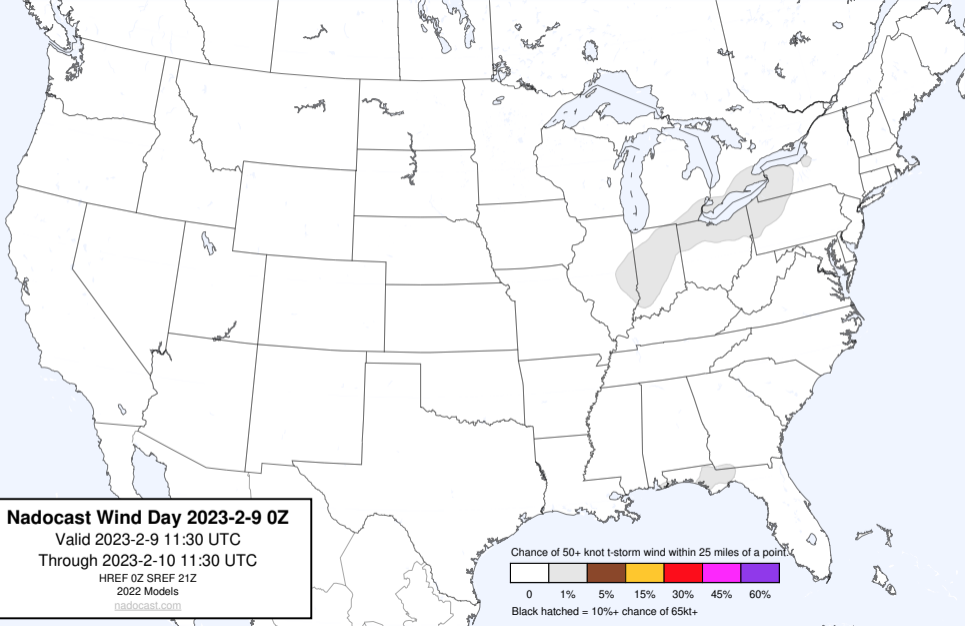 Nadocast Wind Day 2023-2-9 0Z
Valid 2023-2-9 11:30 UTC
Through 2023-2-10 11:30 UTC
HREF 0Z SREF 21Z
2022 Models
nadocast.com
Chance of 50+ knot t-storm wind within 25 miles of a point.
0 1% 5% 15% 30% 45% 60%
Black hatched = 10%+ chance of 65kt+